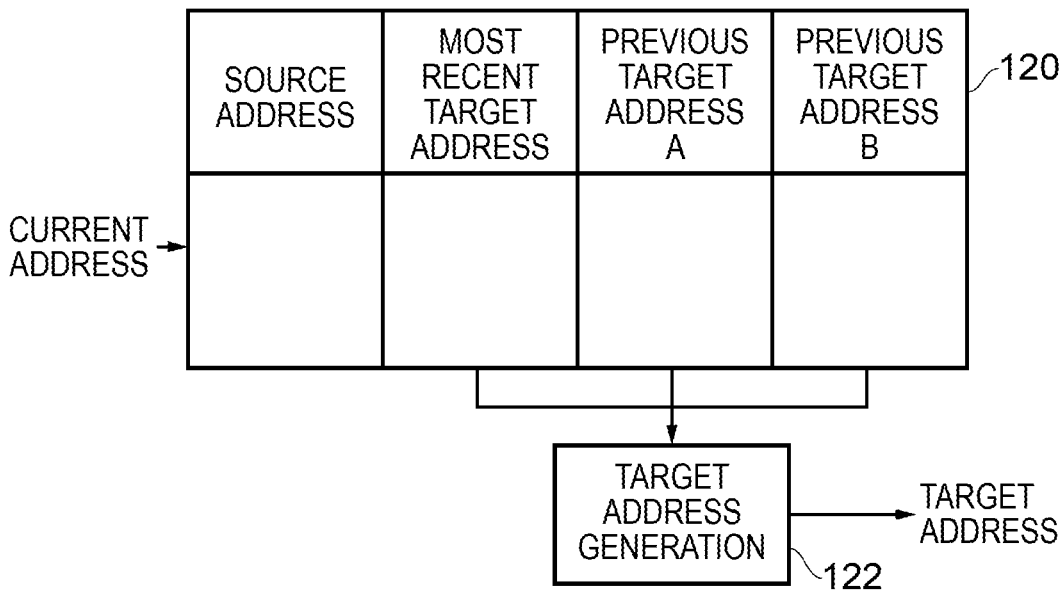 SOURCE
ADDRESS
MOST
RECENT
TARGET
ADDRESS
PREVIOUS
TARGET
ADDRESS
A
PREVIOUS
TARGET
ADDRESS
B
120
CURRENT
ADDRESS
TARGET
ADDRESS
GENERATION
122
TARGET
ADDRESS